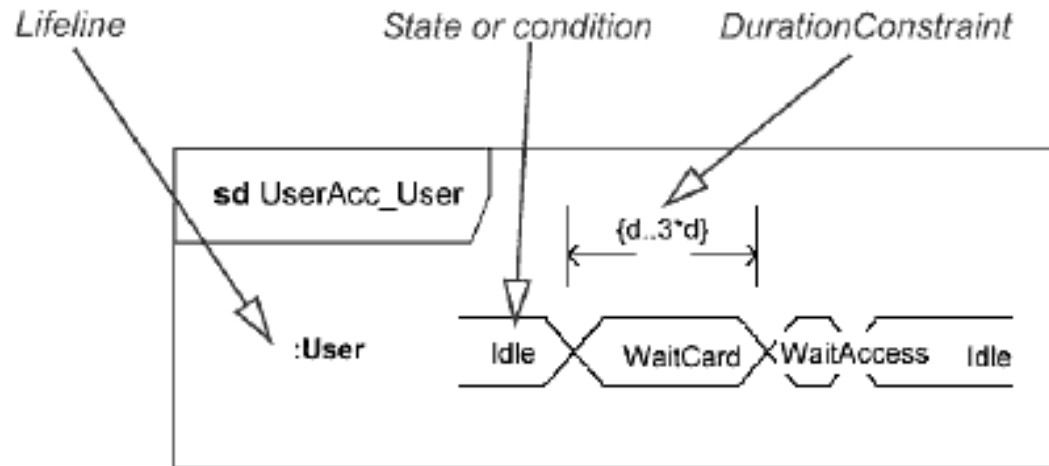 Lifeline State or condition DurationConstraint
sd UserAcc_User
{d..3*d}
:User Idle WaitCard WaitAccess Idle